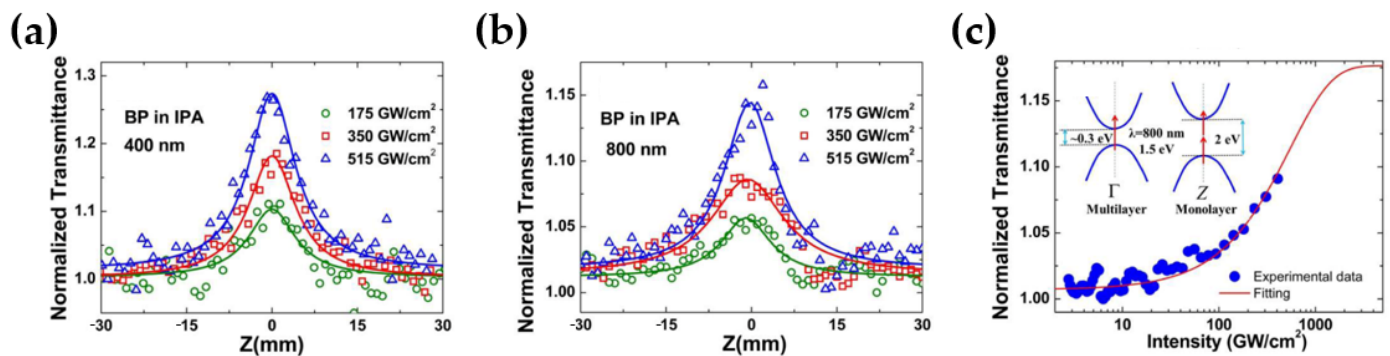 (a)
Normalized Transmittance
1.3
1.2
1.1
1.0
BP in IPA
400 nm
175 GW/cm²
350 GW/cm²
515 GW/cm²
-30 -15 0 15 30
Z(mm)
(b)
Normalized Transmittance
1.20
1.15
1.10
1.05
1.00
BP in IPA
800 nm
175 GW/cm²
350 GW/cm²
515 GW/cm²
-30 -15 0 15 30
Z(mm)
(c)
Normalized Transmittance
1.15
1.10
1.05
1.00
~0.3 eV
λ=800 nm
1.5 eV
2 eV
Γ
Multilayer
Z
Monolayer
Experimental data
Fitting
10 100 1000
Intensity (GW/cm²)